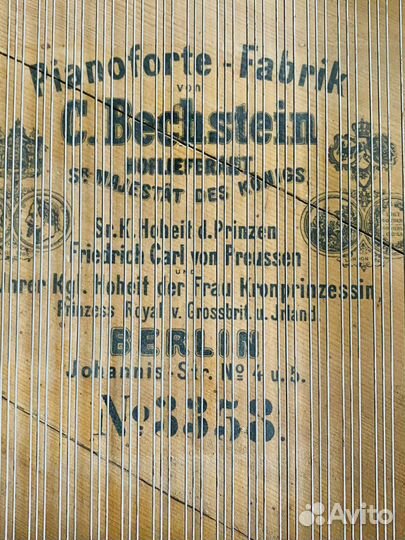 Pianoforte-Fabrik
von
C. Bechstein
HOFLIEFERANT
SR. MAJESTÄT DES KÖNIGS
Sr. K. Hoheit d. Prinzen
Friedrich Carl von Preussen
und
Ihrer Kgl. Hoheit der Frau Kronprinzessin
Prinzess Royal v. Grossbrit. u. Irland.
BERLIN
Johannis-Str. No 4 u. 5.
No 3358.
Avito